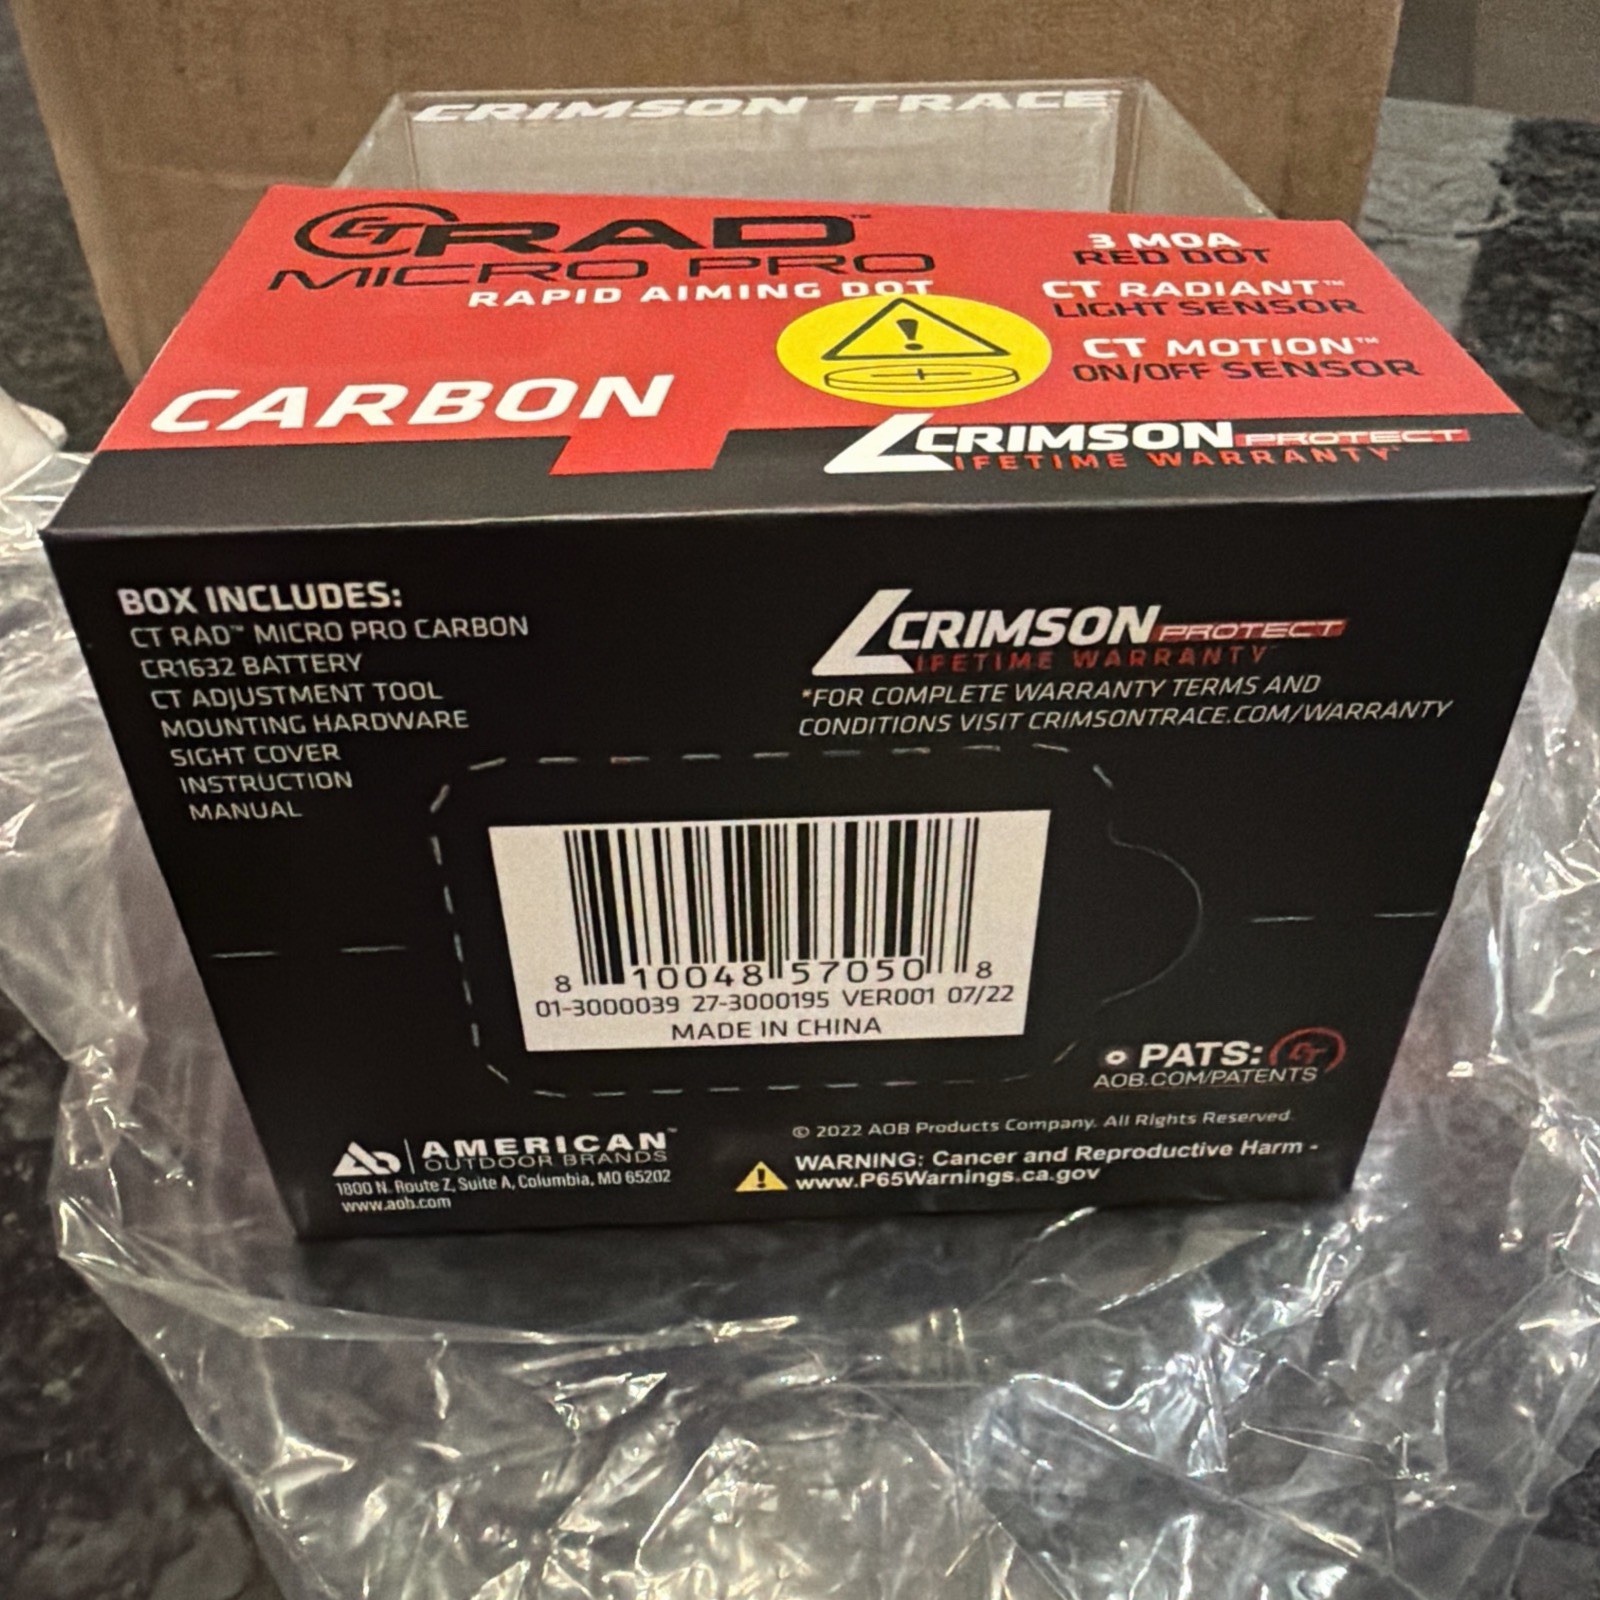 CRIMSON TRACE
CT RAD™
MICRO PRO
RAPID AIMING DOT
CARBON
3 MOA
RED DOT
CT RADIANT™
LIGHT SENSOR
CT MOTION™
ON/OFF SENSOR
CRIMSON PROTECT
LIFETIME WARRANTY
BOX INCLUDES:
CT RAD™ MICRO PRO CARBON
CR1632 BATTERY
CT ADJUSTMENT TOOL
MOUNTING HARDWARE
SIGHT COVER
INSTRUCTION
MANUAL
CRIMSON PROTECT
LIFETIME WARRANTY
*FOR COMPLETE WARRANTY TERMS AND
CONDITIONS VISIT CRIMSONTRACE.COM/WARRANTY
8 10048 57050 8
01-3000039 27-3000195 VER001 07/22
MADE IN CHINA
PATS: CT
AOB.COM/PATENTS
AMERICAN™
OUTDOOR BRANDS
1800 N. Route Z, Suite A, Columbia, MO 65202
www.aob.com
© 2022 AOB Products Company. All Rights Reserved.
WARNING: Cancer and Reproductive Harm -
www.P65Warnings.ca.gov